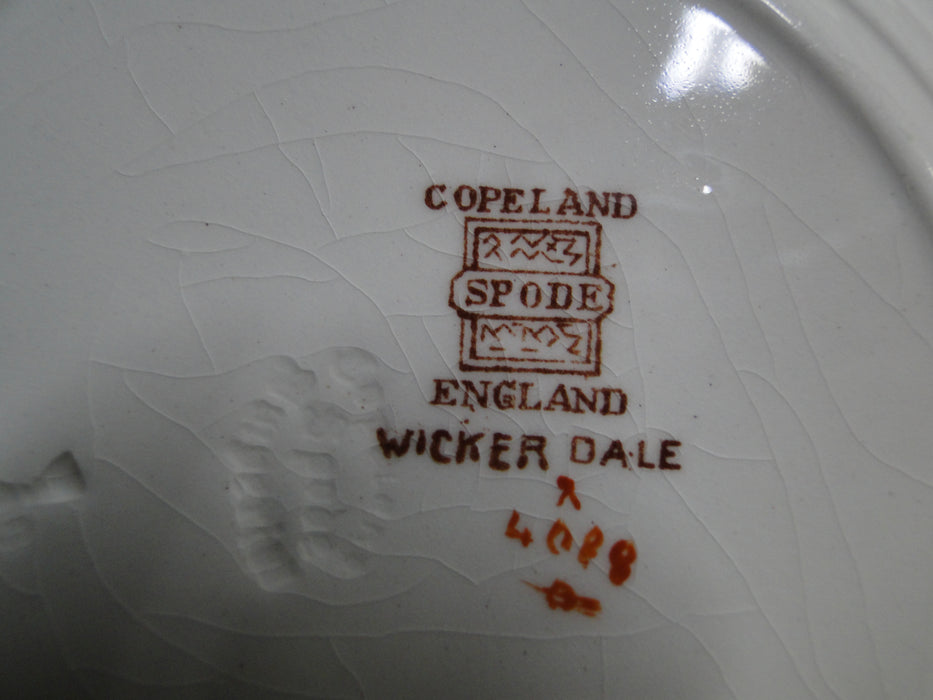 COPELAND
SPODE
ENGLAND
WICKER DALE
4088